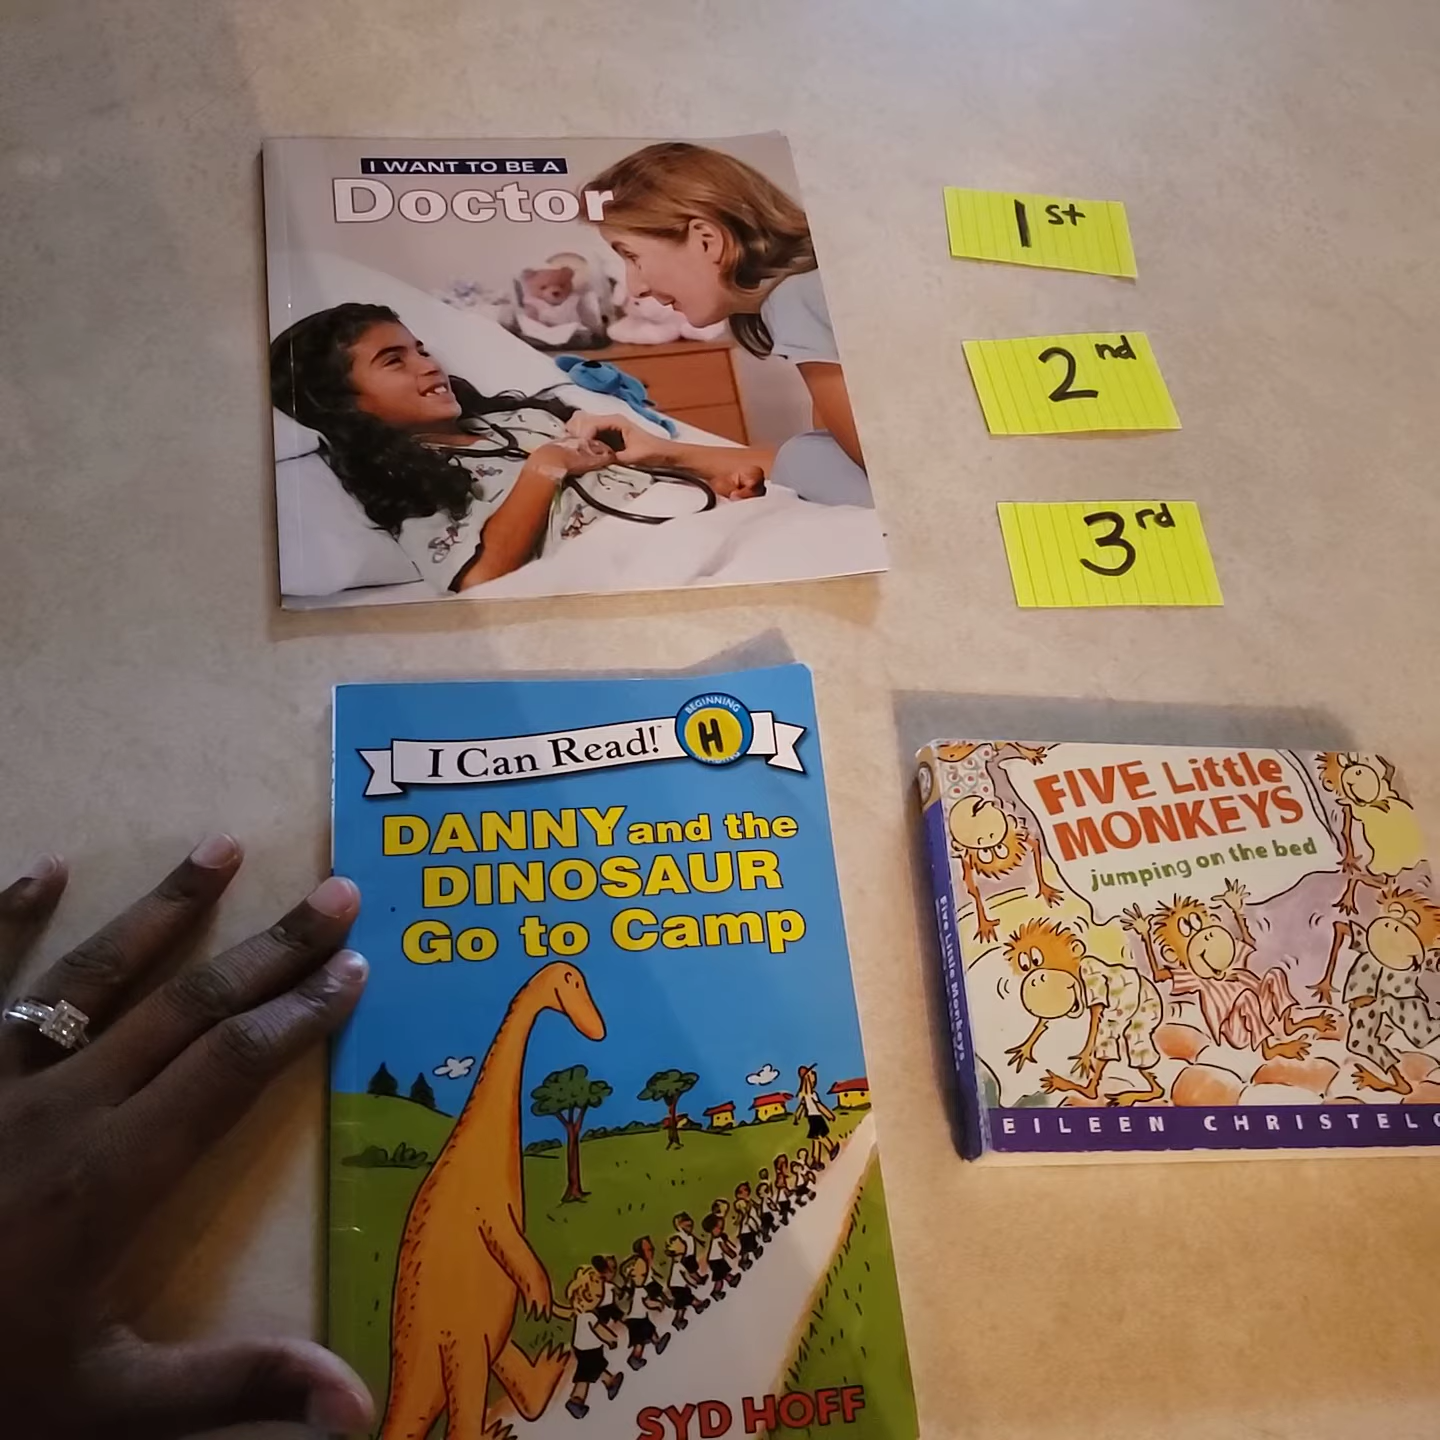 I WANT TO BE A
Doctor
1st
2nd
3rd
I Can Read!
BEGINNING
H
DANNY and the
DINOSAUR
Go to Camp
SYD HOFF
FIVE Little
MONKEYS
jumping on the bed
Five Little Monkeys
EILEEN CHRISTELO